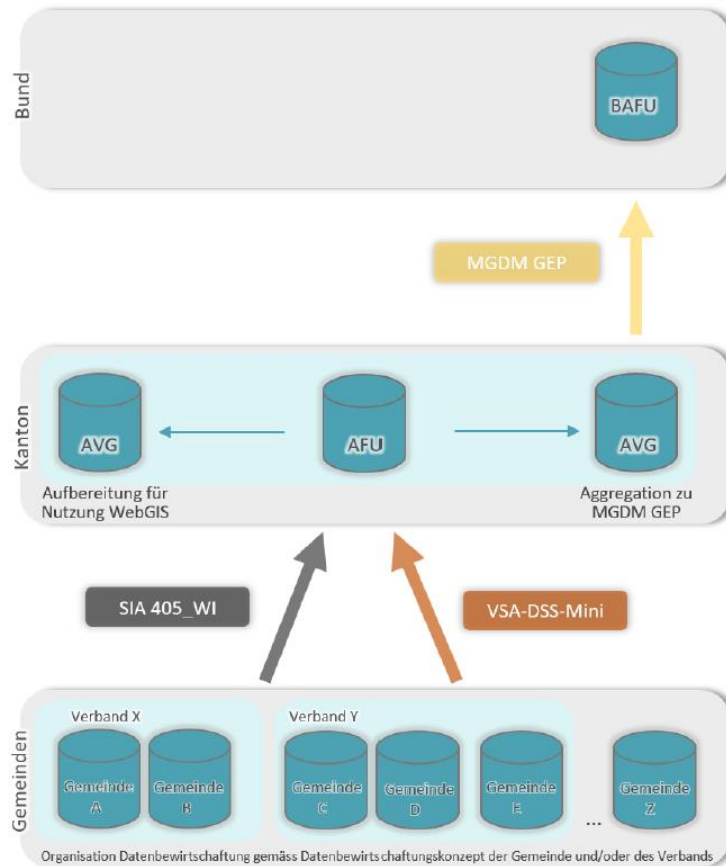 Bund
BAFU
MGDM GEP
Kanton
AVG
AFU
AVG
Aufbereitung für
Nutzung WebGIS
Aggregation zu
MGDM GEP
SIA 405_WI
VSA-DSS-Mini
Gemeinden
Verband X
Verband Y
Gemeinde
A
Gemeinde
B
Gemeinde
C
Gemeinde
D
Gemeinde
E
...
Gemeinde
Z
Organisation Datenbewirtschaftung gemäss Datenbewirtschaftungskonzept der Gemeinde und/oder des Verbands